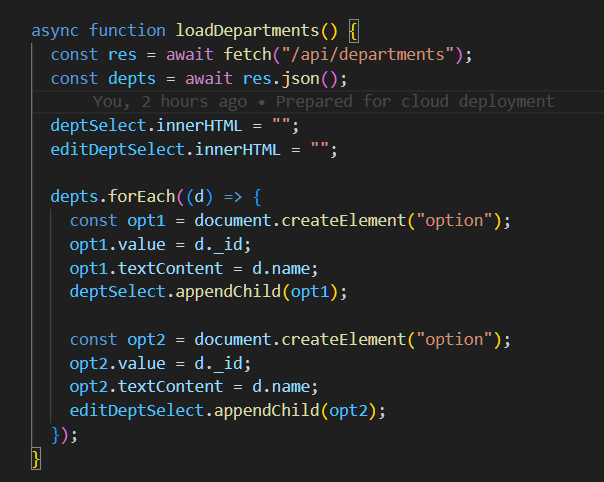 async function loadDepartments() {
const res = await fetch("/api/departments");
const depts = await res.json();
You, 2 hours ago • Prepared for cloud deployment
deptSelect.innerHTML = "";
editDeptSelect.innerHTML = "";
depts.forEach((d) => {
const opt1 = document.createElement("option");
opt1.value = d._id;
opt1.textContent = d.name;
deptSelect.appendChild(opt1);
const opt2 = document.createElement("option");
opt2.value = d._id;
opt2.textContent = d.name;
editDeptSelect.appendChild(opt2);
});
}